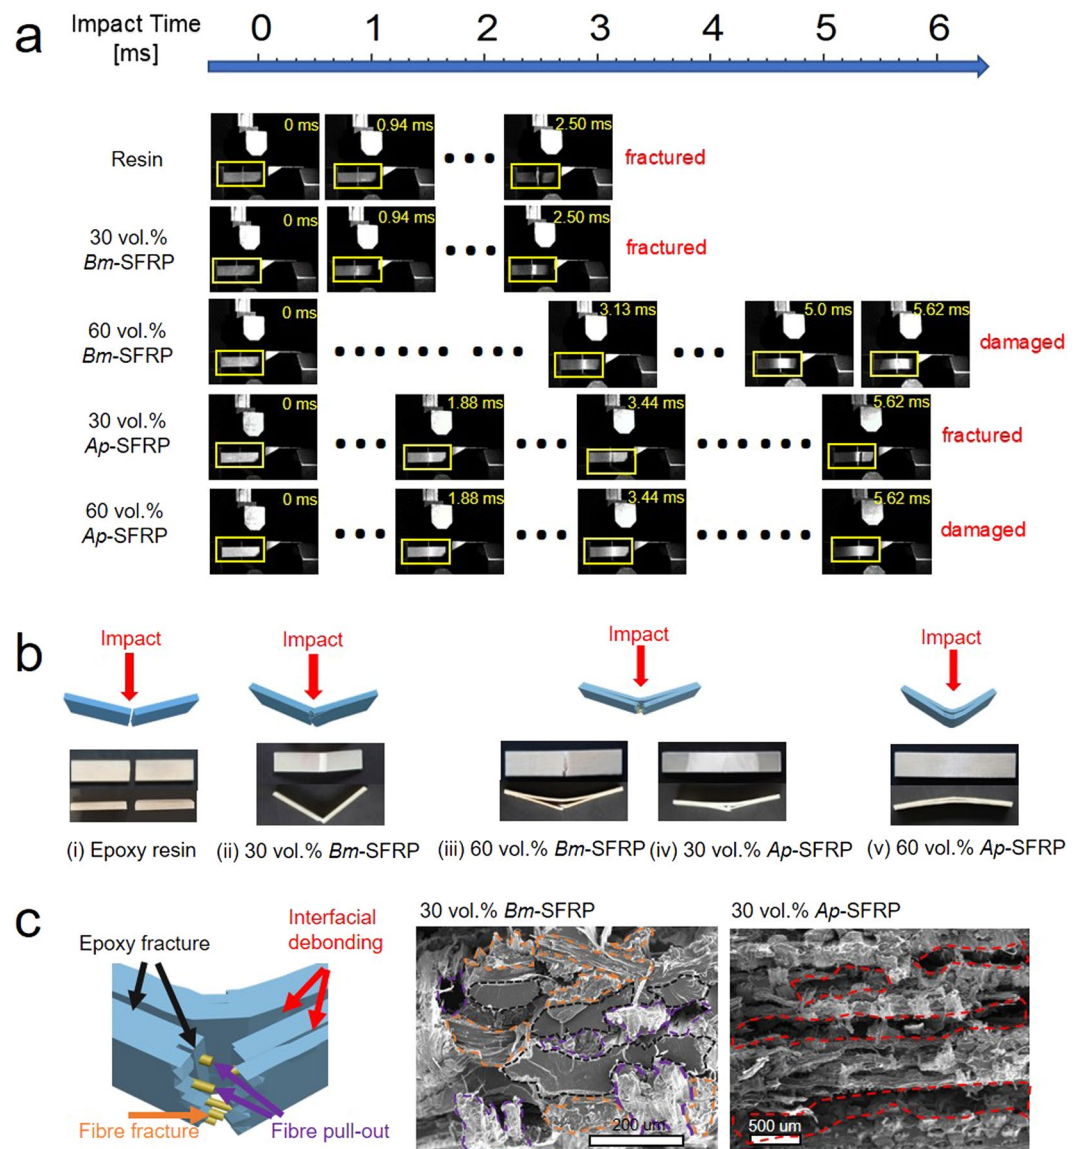 a
Impact Time
[ms]
0 1 2 3 4 5 6
Resin
0 ms
0.94 ms
2.50 ms
fractured
30 vol.%
Bm-SFRP
0 ms
0.94 ms
2.50 ms
fractured
60 vol.%
Bm-SFRP
0 ms
3.13 ms
5.0 ms
5.62 ms
damaged
30 vol.%
Ap-SFRP
0 ms
1.88 ms
3.44 ms
5.62 ms
fractured
60 vol.%
Ap-SFRP
0 ms
1.88 ms
3.44 ms
5.62 ms
damaged
b
Impact
Impact
Impact
Impact
(i) Epoxy resin
(ii) 30 vol.% Bm-SFRP
(iii) 60 vol.% Bm-SFRP
(iv) 30 vol.% Ap-SFRP
(v) 60 vol.% Ap-SFRP
c
Epoxy fracture
Interfacial
debonding
Fibre fracture
Fibre pull-out
30 vol.% Bm-SFRP
200 um
30 vol.% Ap-SFRP
500 um